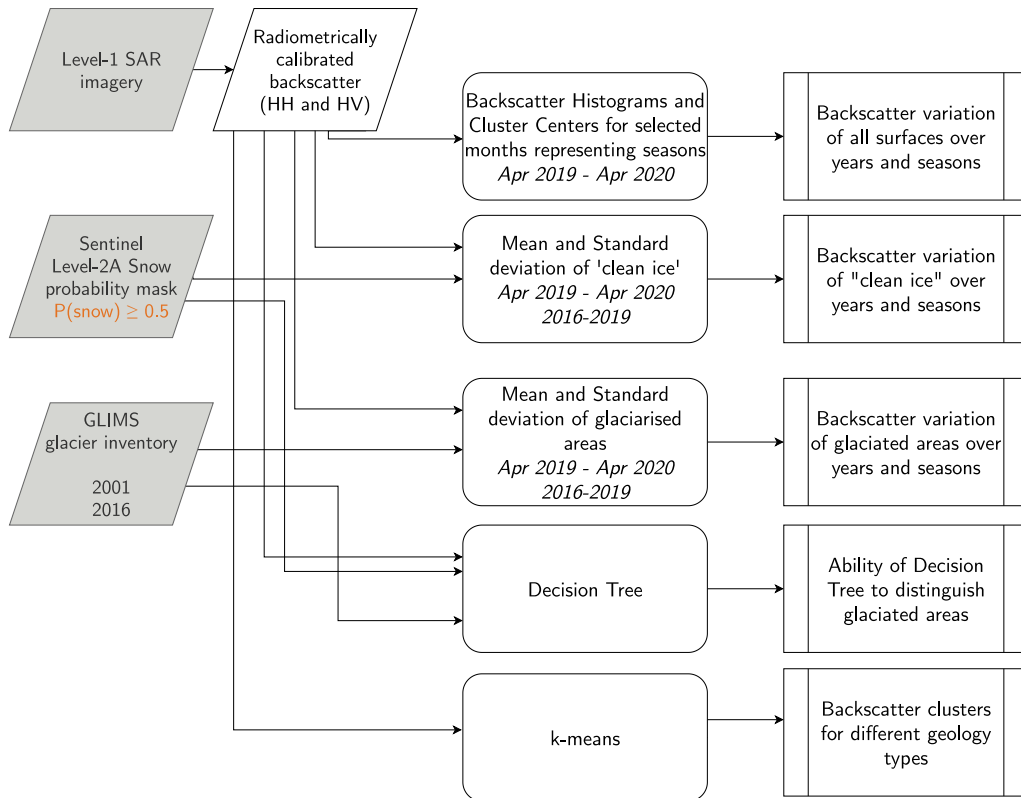 Level-1 SAR
imagery
Radiometrically
calibrated
backscatter
(HH and HV)
Backscatter Histograms and
Cluster Centers for selected
months representing seasons
Apr 2019 - Apr 2020
Backscatter variation
of all surfaces over
years and seasons
Sentinel
Level-2A Snow
probability mask
P(snow) ≥ 0.5
Mean and Standard
deviation of 'clean ice'
Apr 2019 - Apr 2020
2016-2019
Backscatter variation
of "clean ice" over
years and seasons
GLIMS
glacier inventory
2001
2016
Mean and Standard
deviation of glaciarised
areas
Apr 2019 - Apr 2020
2016-2019
Backscatter variation
of glaciated areas over
years and seasons
Decision Tree
Ability of Decision
Tree to distinguish
glaciated areas
k-means
Backscatter clusters
for different geology
types